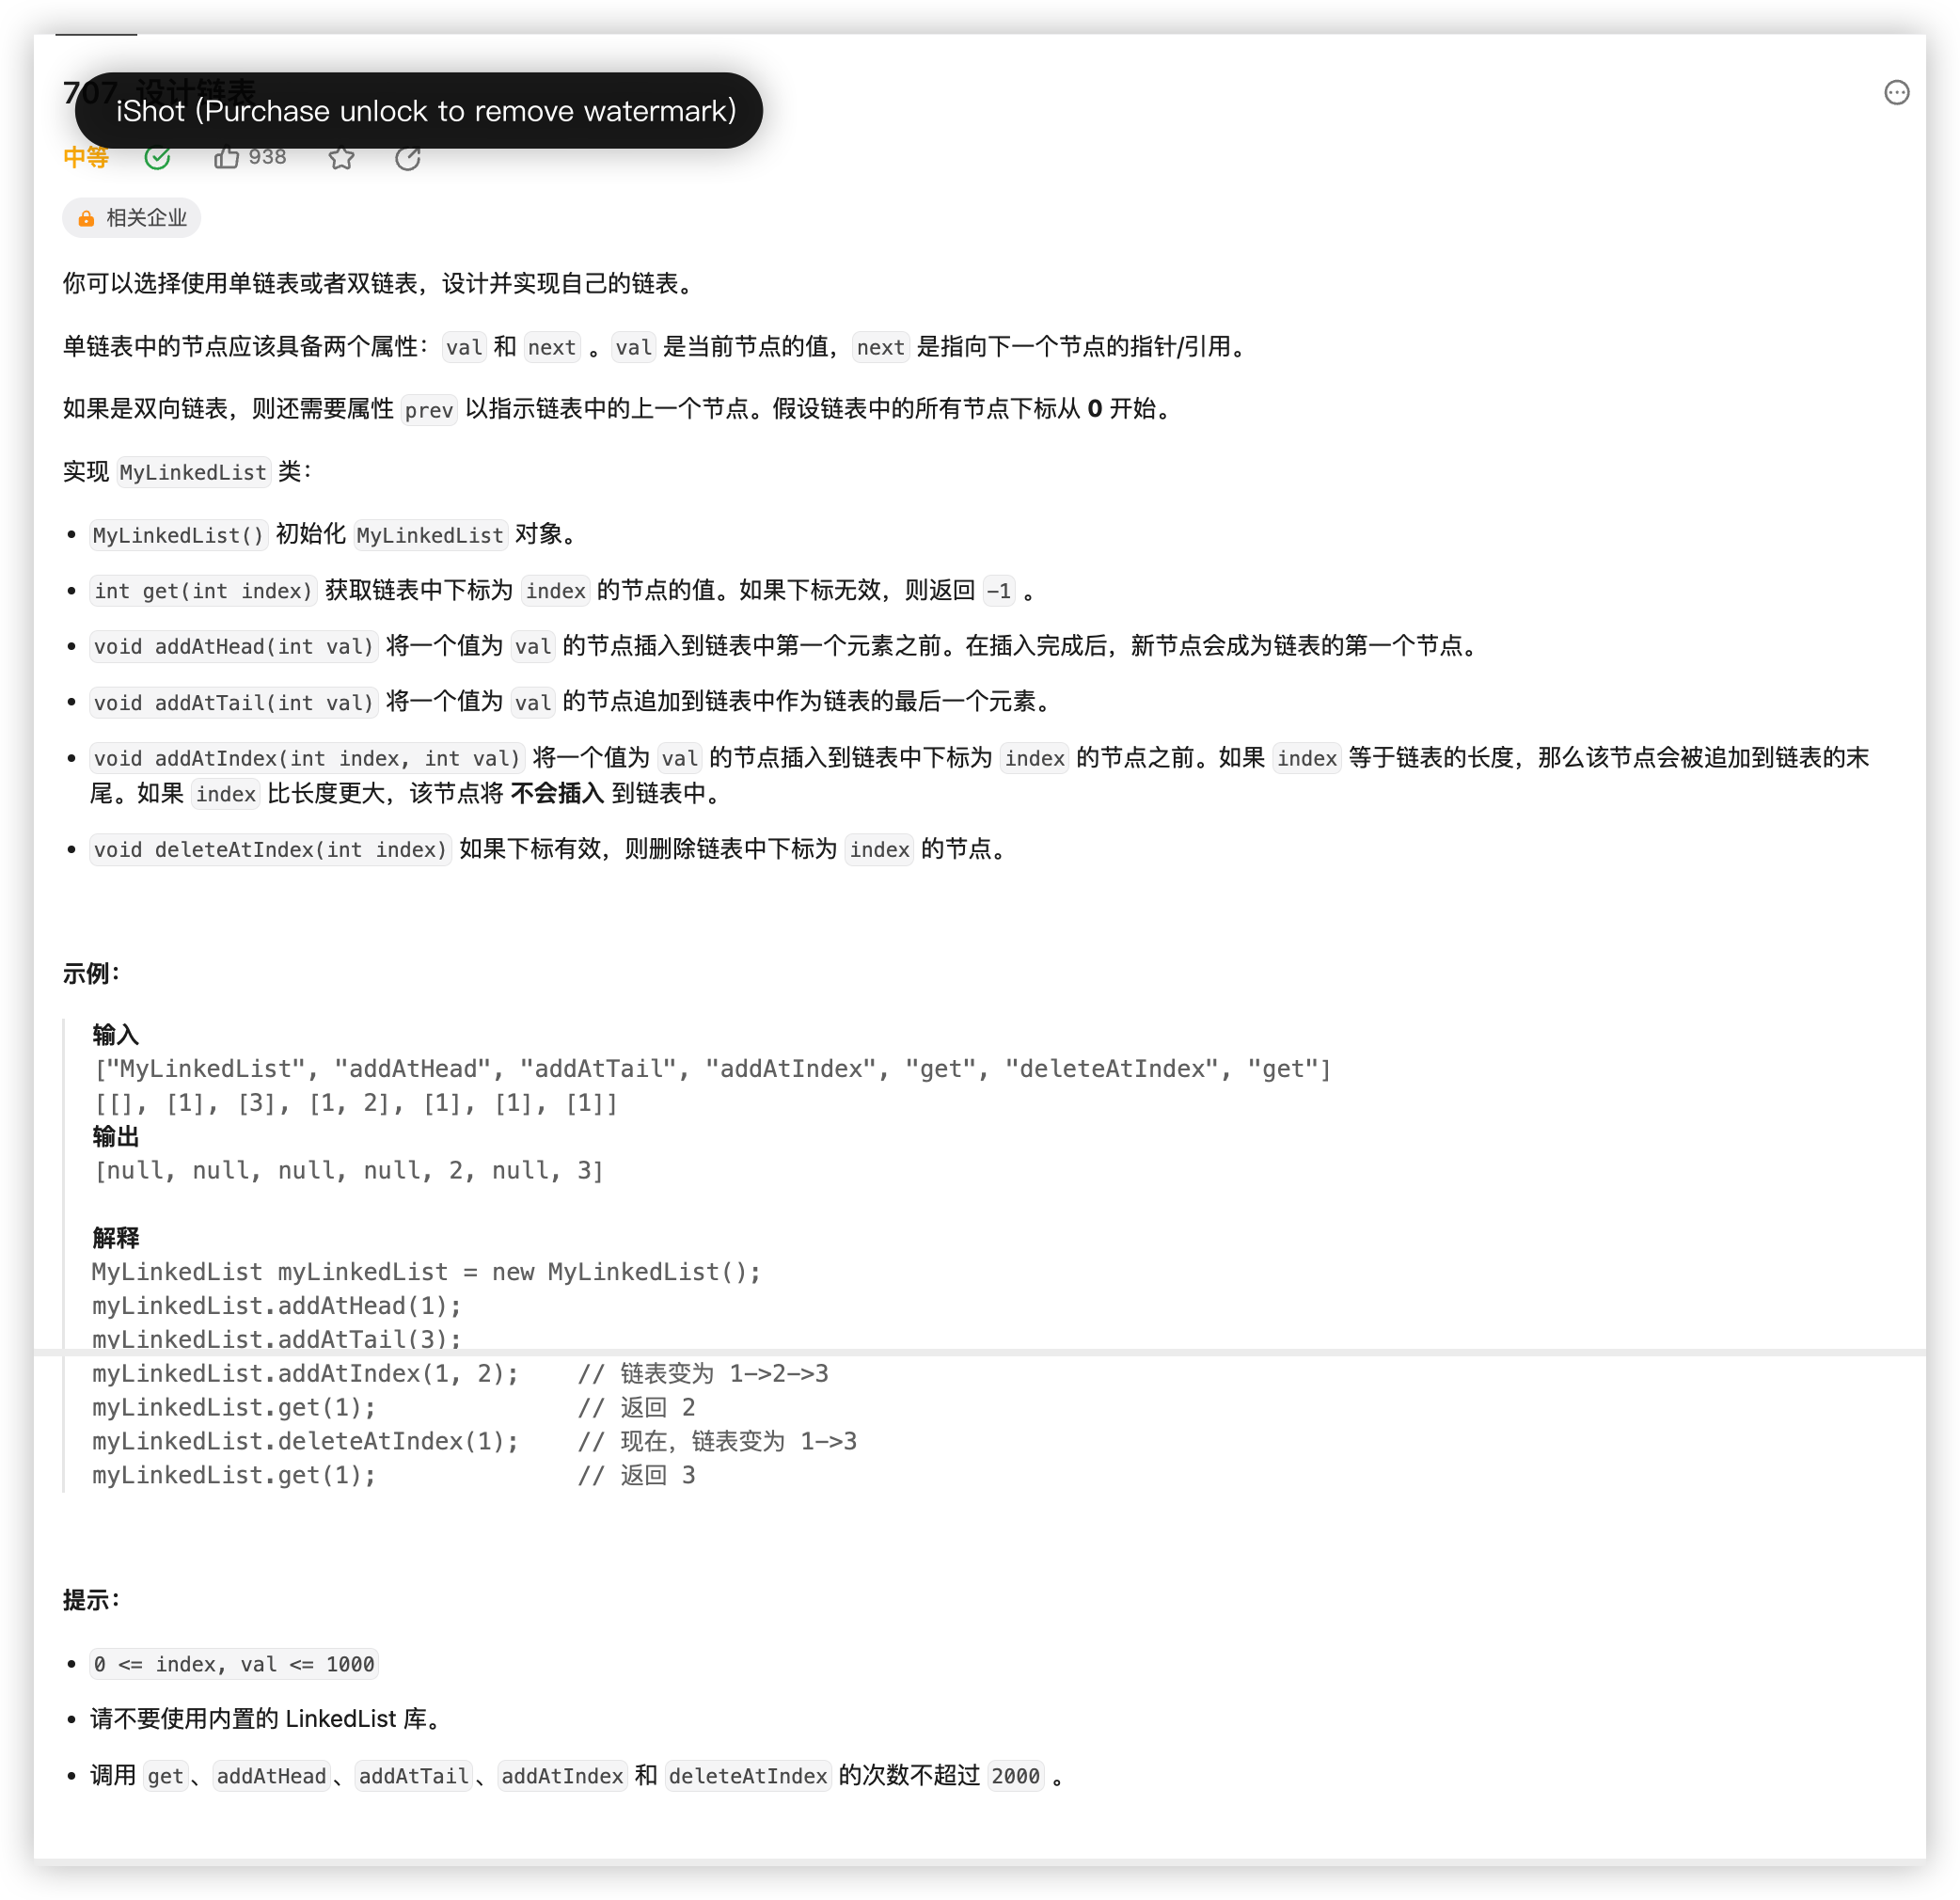 707. 设计链表
iShot (Purchase unlock to remove watermark)
中等 938
相关企业
你可以选择使用单链表或者双链表，设计并实现自己的链表。
单链表中的节点应该具备两个属性：val 和 next 。val 是当前节点的值，next 是指向下一个节点的指针/引用。
如果是双向链表，则还需要属性 prev 以指示链表中的上一个节点。假设链表中的所有节点下标从 0 开始。
实现 MyLinkedList 类：
• MyLinkedList() 初始化 MyLinkedList 对象。
• int get(int index) 获取链表中下标为 index 的节点的值。如果下标无效，则返回 -1 。
• void addAtHead(int val) 将一个值为 val 的节点插入到链表中第一个元素之前。在插入完成后，新节点会成为链表的第一个节点。
• void addAtTail(int val) 将一个值为 val 的节点追加到链表中作为链表的最后一个元素。
• void addAtIndex(int index, int val) 将一个值为 val 的节点插入到链表中下标为 index 的节点之前。如果 index 等于链表的长度，那么该节点会被追加到链表的末
尾。如果 index 比长度更大，该节点将 不会插入 到链表中。
• void deleteAtIndex(int index) 如果下标有效，则删除链表中下标为 index 的节点。
示例：
输入
["MyLinkedList", "addAtHead", "addAtTail", "addAtIndex", "get", "deleteAtIndex", "get"]
[[], [1], [3], [1, 2], [1], [1], [1]]
输出
[null, null, null, null, 2, null, 3]
解释
MyLinkedList myLinkedList = new MyLinkedList();
myLinkedList.addAtHead(1);
myLinkedList.addAtTail(3);
myLinkedList.addAtIndex(1, 2);    // 链表变为 1->2->3
myLinkedList.get(1);              // 返回 2
myLinkedList.deleteAtIndex(1);    // 现在，链表变为 1->3
myLinkedList.get(1);              // 返回 3
提示：
• 0 <= index, val <= 1000
• 请不要使用内置的 LinkedList 库。
• 调用 get、addAtHead、addAtTail、addAtIndex 和 deleteAtIndex 的次数不超过 2000 。